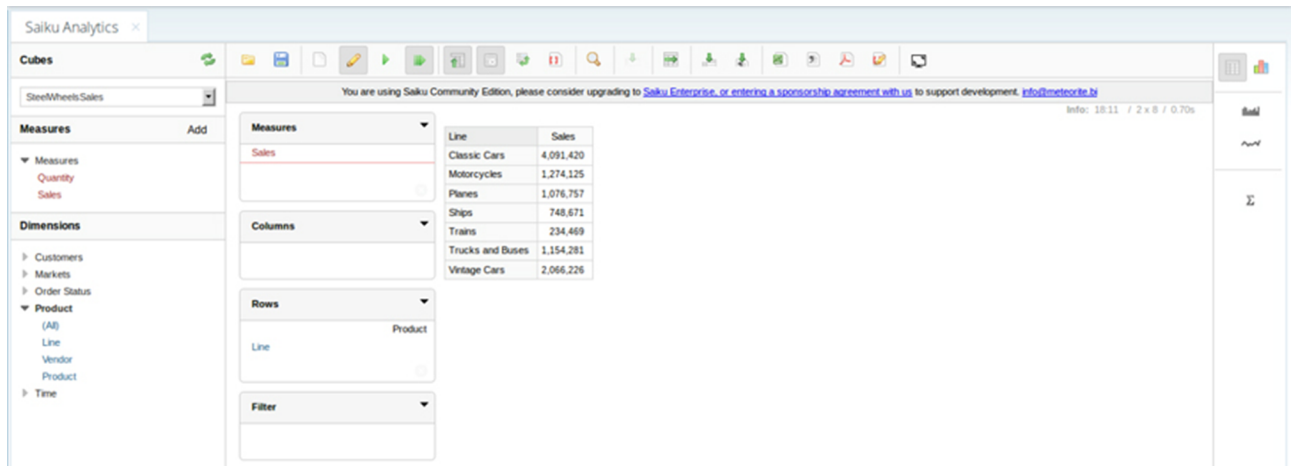 Saiku Analytics ×
Cubes
SteelWheelsSales
Measures Add
Measures
Quantity
Sales
Dimensions
Customers
Markets
Order Status
Product
(All)
Line
Vendor
Product
Time
You are using Saiku Community Edition, please consider upgrading to Saiku Enterprise, or entering a sponsorship agreement with us to support development. info@meteorite.bi
Info: 18:11 / 2 x 8 / 0.70s
Measures
Sales
Columns
Rows
Product
Line
Filter
Line Sales
Classic Cars 4,091,420
Motorcycles 1,274,125
Planes 1,076,757
Ships 748,671
Trains 234,469
Trucks and Buses 1,154,281
Vintage Cars 2,066,226
Σ